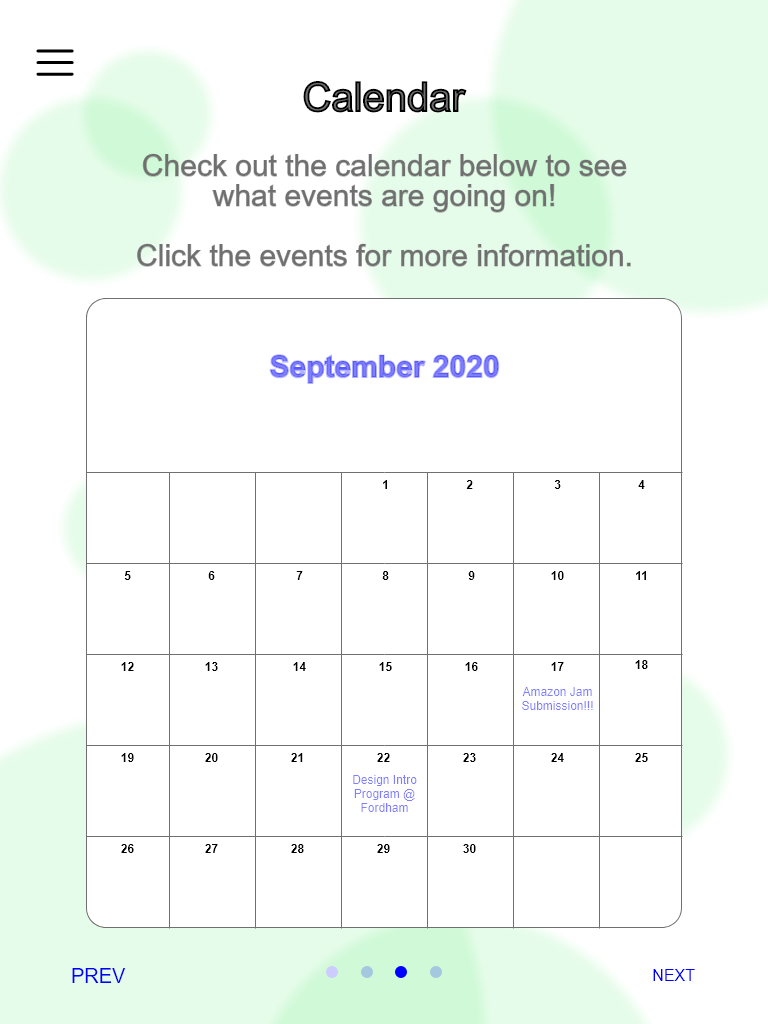 Calendar
Check out the calendar below to see
what events are going on!
Click the events for more information.
September 2020
1 2 3 4
5 6 7 8 9 10 11
12 13 14 15 16 17 18
Amazon Jam
Submission!!!
19 20 21 22 23 24 25
Design Intro
Program @
Fordham
26 27 28 29 30
PREV NEXT